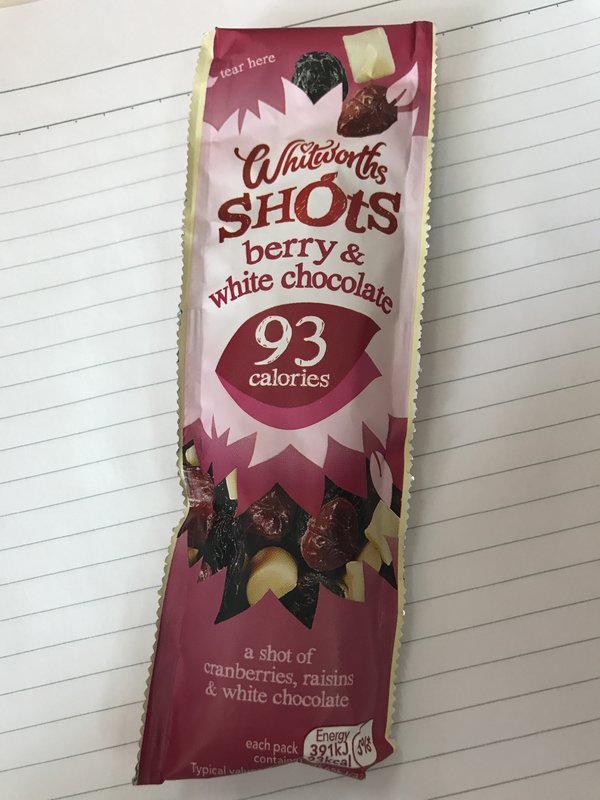 tear here
Whitworths
SHOtS
berry &
white chocolate
93
calories
a shot of
cranberries, raisins
& white chocolate
Energy
each pack 391kJ
Typical